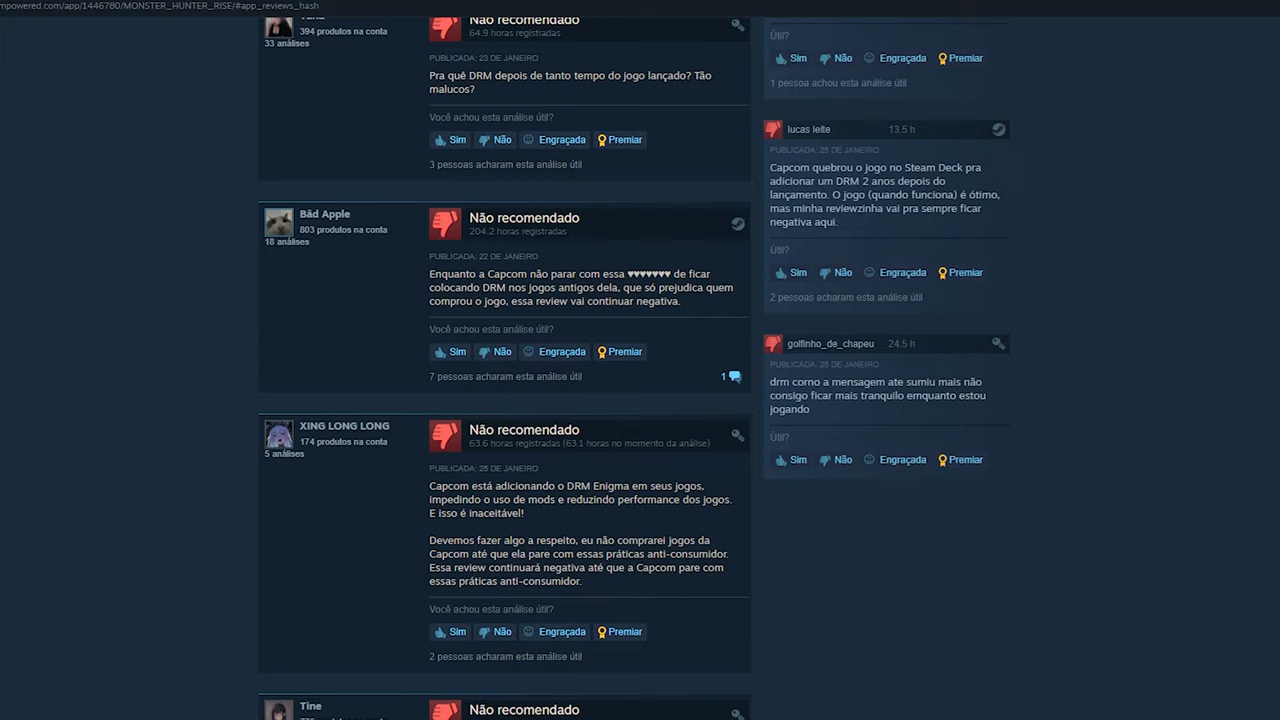 mpowered.com/app/1446780/MONSTER_HUNTER_RISE/#app_reviews_hash
394 produtos na conta
33 análises
Não recomendado
64.9 horas registradas
PUBLICADA: 23 DE JANEIRO
Pra quê DRM depois de tanto tempo do jogo lançado? Tão
malucos?
Você achou esta análise útil?
Sim
Não
Engraçada
Premiar
3 pessoas acharam esta análise útil
Bäd Apple
803 produtos na conta
18 análises
Não recomendado
204.2 horas registradas
PUBLICADA: 22 DE JANEIRO
Enquanto a Capcom não parar com essa ♥♥♥♥♥♥♥ de ficar
colocando DRM nos jogos antigos dela, que só prejudica quem
comprou o jogo, essa review vai continuar negativa.
Você achou esta análise útil?
Sim
Não
Engraçada
Premiar
7 pessoas acharam esta análise útil
1
XING LONG LONG
174 produtos na conta
5 análises
Não recomendado
63.6 horas registradas (63.1 horas no momento da análise)
PUBLICADA: 25 DE JANEIRO
Capcom está adicionando o DRM Enigma em seus jogos,
impedindo o uso de mods e reduzindo performance dos jogos.
E isso é inaceitável!
Devemos fazer algo a respeito, eu não comprarei jogos da
Capcom até que ela pare com essas práticas anti-consumidor.
Essa review continuará negativa até que a Capcom pare com
essas práticas anti-consumidor.
Você achou esta análise útil?
Sim
Não
Engraçada
Premiar
2 pessoas acharam esta análise útil
Tine
Não recomendado
Útil?
Sim
Não
Engraçada
Premiar
1 pessoa achou esta análise útil
lucas leite
13.5 h
PUBLICADA: 25 DE JANEIRO
Capcom quebrou o jogo no Steam Deck pra
adicionar um DRM 2 anos depois do
lançamento. O jogo (quando funciona) é ótimo,
mas minha reviewzinha vai pra sempre ficar
negativa aqui.
Útil?
Sim
Não
Engraçada
Premiar
2 pessoas acharam esta análise útil
golfinho_de_chapeu
24.5 h
PUBLICADA: 25 DE JANEIRO
drm corno a mensagem ate sumiu mais não
consigo ficar mais tranquilo emquanto estou
jogando
Útil?
Sim
Não
Engraçada
Premiar